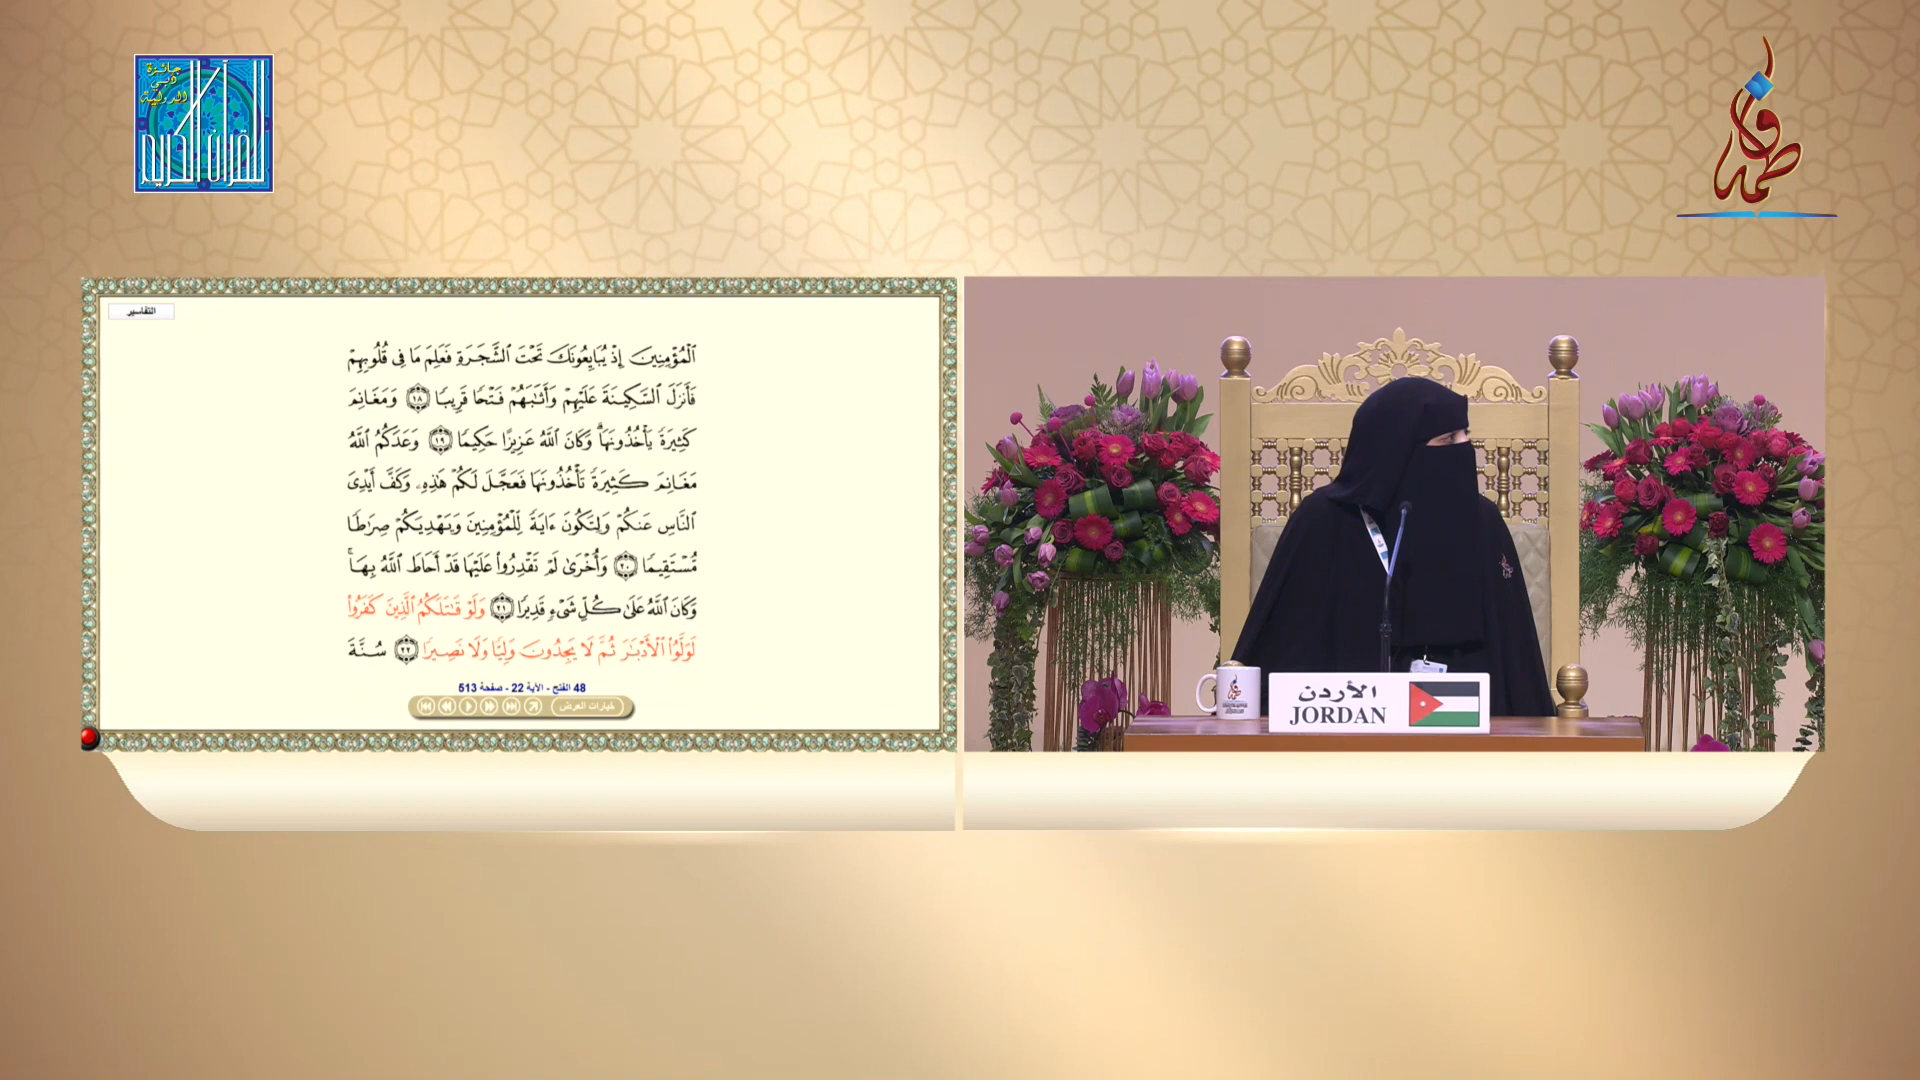 جائزة
دبي
الدولية
للقرآن الكريم
فاطمة
التفاسير
ٱلْمُؤْمِنِينَ إِذْ يُبَايِعُونَكَ تَحْتَ ٱلشَّجَرَةِ فَعَلِمَ مَا فِى قُلُوبِهِمْ
فَأَنزَلَ ٱلسَّكِينَةَ عَلَيْهِمْ وَأَثَٰبَهُمْ فَتْحًا قَرِيبًا ١٨ وَمَغَانِمَ
كَثِيرَةً يَأْخُذُونَهَا ۗ وَكَانَ ٱللَّهُ عَزِيزًا حَكِيمًا ١٩ وَعَدَكُمُ ٱللَّهُ
مَغَانِمَ كَثِيرَةً تَأْخُذُونَهَا فَعَجَّلَ لَكُمْ هَٰذِهِۦ وَكَفَّ أَيْدِىَ
ٱلنَّاسِ عَنكُمْ وَلِتَكُونَ ءَايَةً لِّلْمُؤْمِنِينَ وَيَهْدِيَكُمْ صِرَٰطًا
مُّسْتَقِيمًا ٢٠ وَأُخْرَىٰ لَمْ تَقْدِرُوا۟ عَلَيْهَا قَدْ أَحَاطَ ٱللَّهُ بِهَا ۚ
وَكَانَ ٱللَّهُ عَلَىٰ كُلِّ شَىْءٍ قَدِيرًا ٢١ وَلَوْ قَٰتَلَكُمُ ٱلَّذِينَ كَفَرُوا۟
لَوَلَّوُا۟ ٱلْأَدْبَٰرَ ثُمَّ لَا يَجِدُونَ وَلِيًّا وَلَا نَصِيرًا ٢٢ سُنَّةَ
48 الفتح - الآية 22 - صفحة 513
خيارات العرض
الأردن
JORDAN